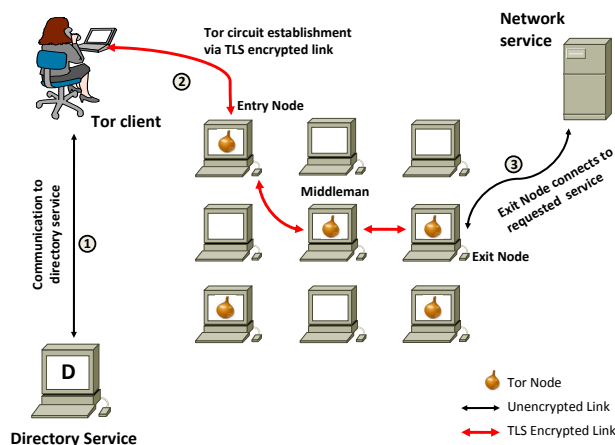 Tor circuit establishment
via TLS encrypted link
Network
service
2
Entry Node
Tor client
3
Exit Node connects to
requested service
Communication to
directory service
1
Middleman
Exit Node
D
Directory Service
Tor Node
Unencrypted Link
TLS Encrypted Link